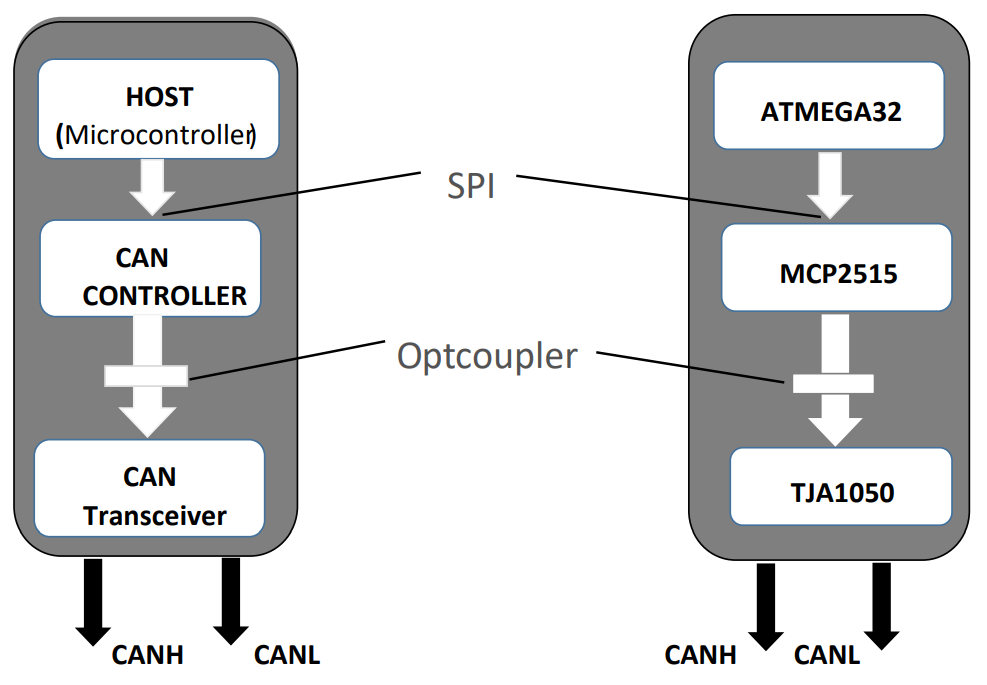 HOST
(Microcontroller)
CAN
CONTROLLER
CAN
Transceiver
CANH
CANL
SPI
Optcoupler
ATMEGA32
MCP2515
TJA1050
CANH
CANL